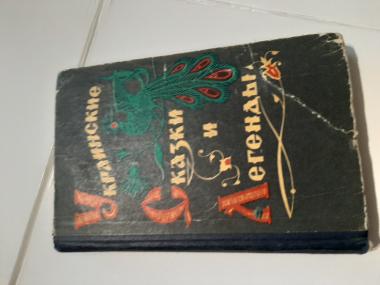 Украинские
Сказки
и
Легенды